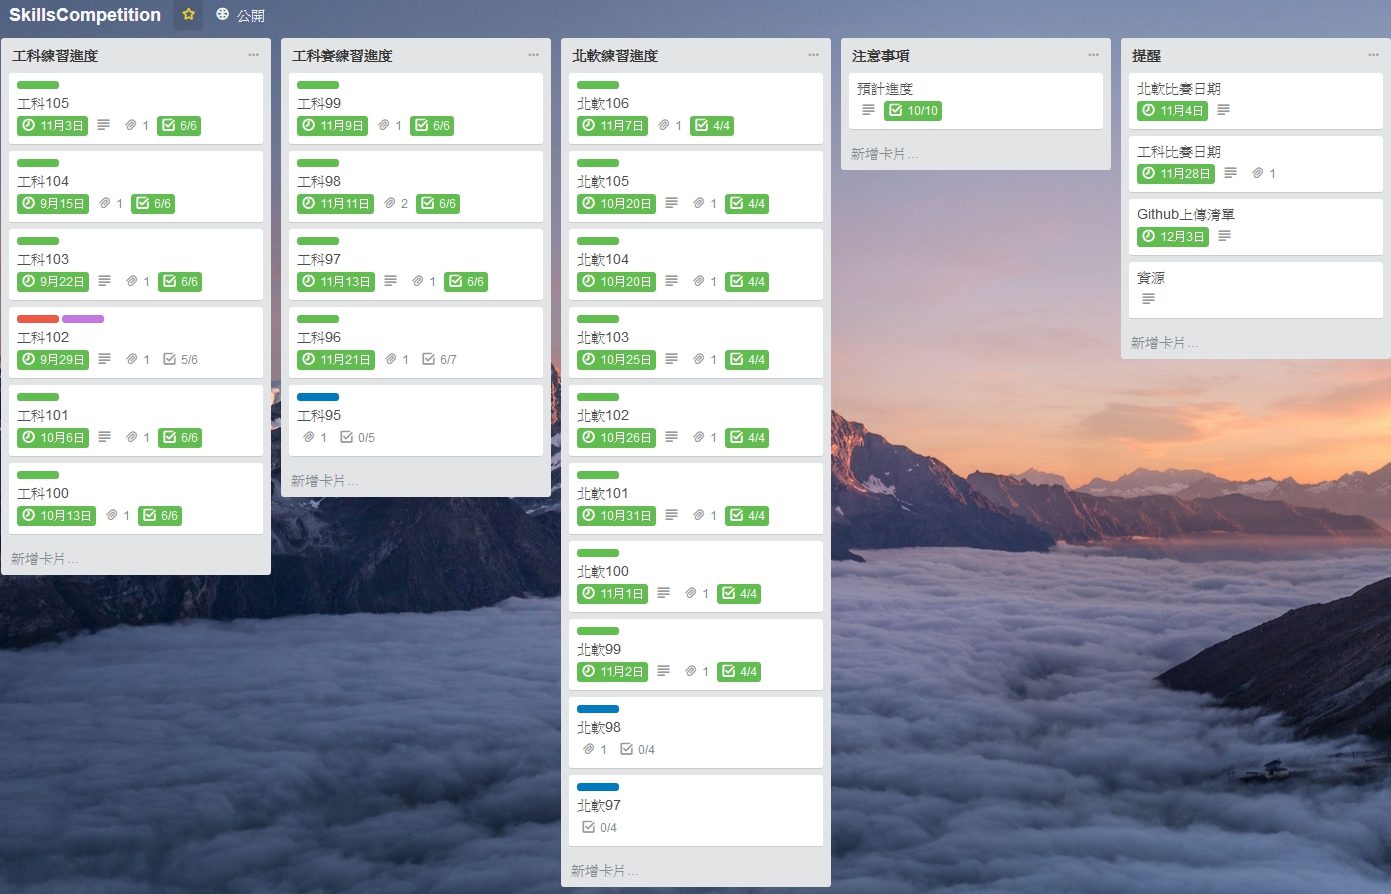 SkillsCompetition 公開
工科練習進度
工科105
11月3日 1 6/6
工科104
9月15日 1 6/6
工科103
9月22日 1 6/6
工科102
9月29日 1 5/6
工科101
10月6日 1 6/6
工科100
10月13日 1 6/6
新增卡片...
工科賽練習進度
工科99
11月9日 1 6/6
工科98
11月11日 2 6/6
工科97
11月13日 1 6/6
工科96
11月21日 1 6/7
工科95
1 0/5
新增卡片...
北軟練習進度
北軟106
11月7日 1 4/4
北軟105
10月20日 1 4/4
北軟104
10月20日 1 4/4
北軟103
10月25日 1 4/4
北軟102
10月26日 1 4/4
北軟101
10月31日 1 4/4
北軟100
11月1日 1 4/4
北軟99
11月2日 1 4/4
北軟98
1 0/4
北軟97
0/4
新增卡片...
注意事項
預計進度
10/10
新增卡片...
提醒
北軟比賽日期
11月4日
工科比賽日期
11月28日 1
Github上傳清單
12月3日
資源
新增卡片...